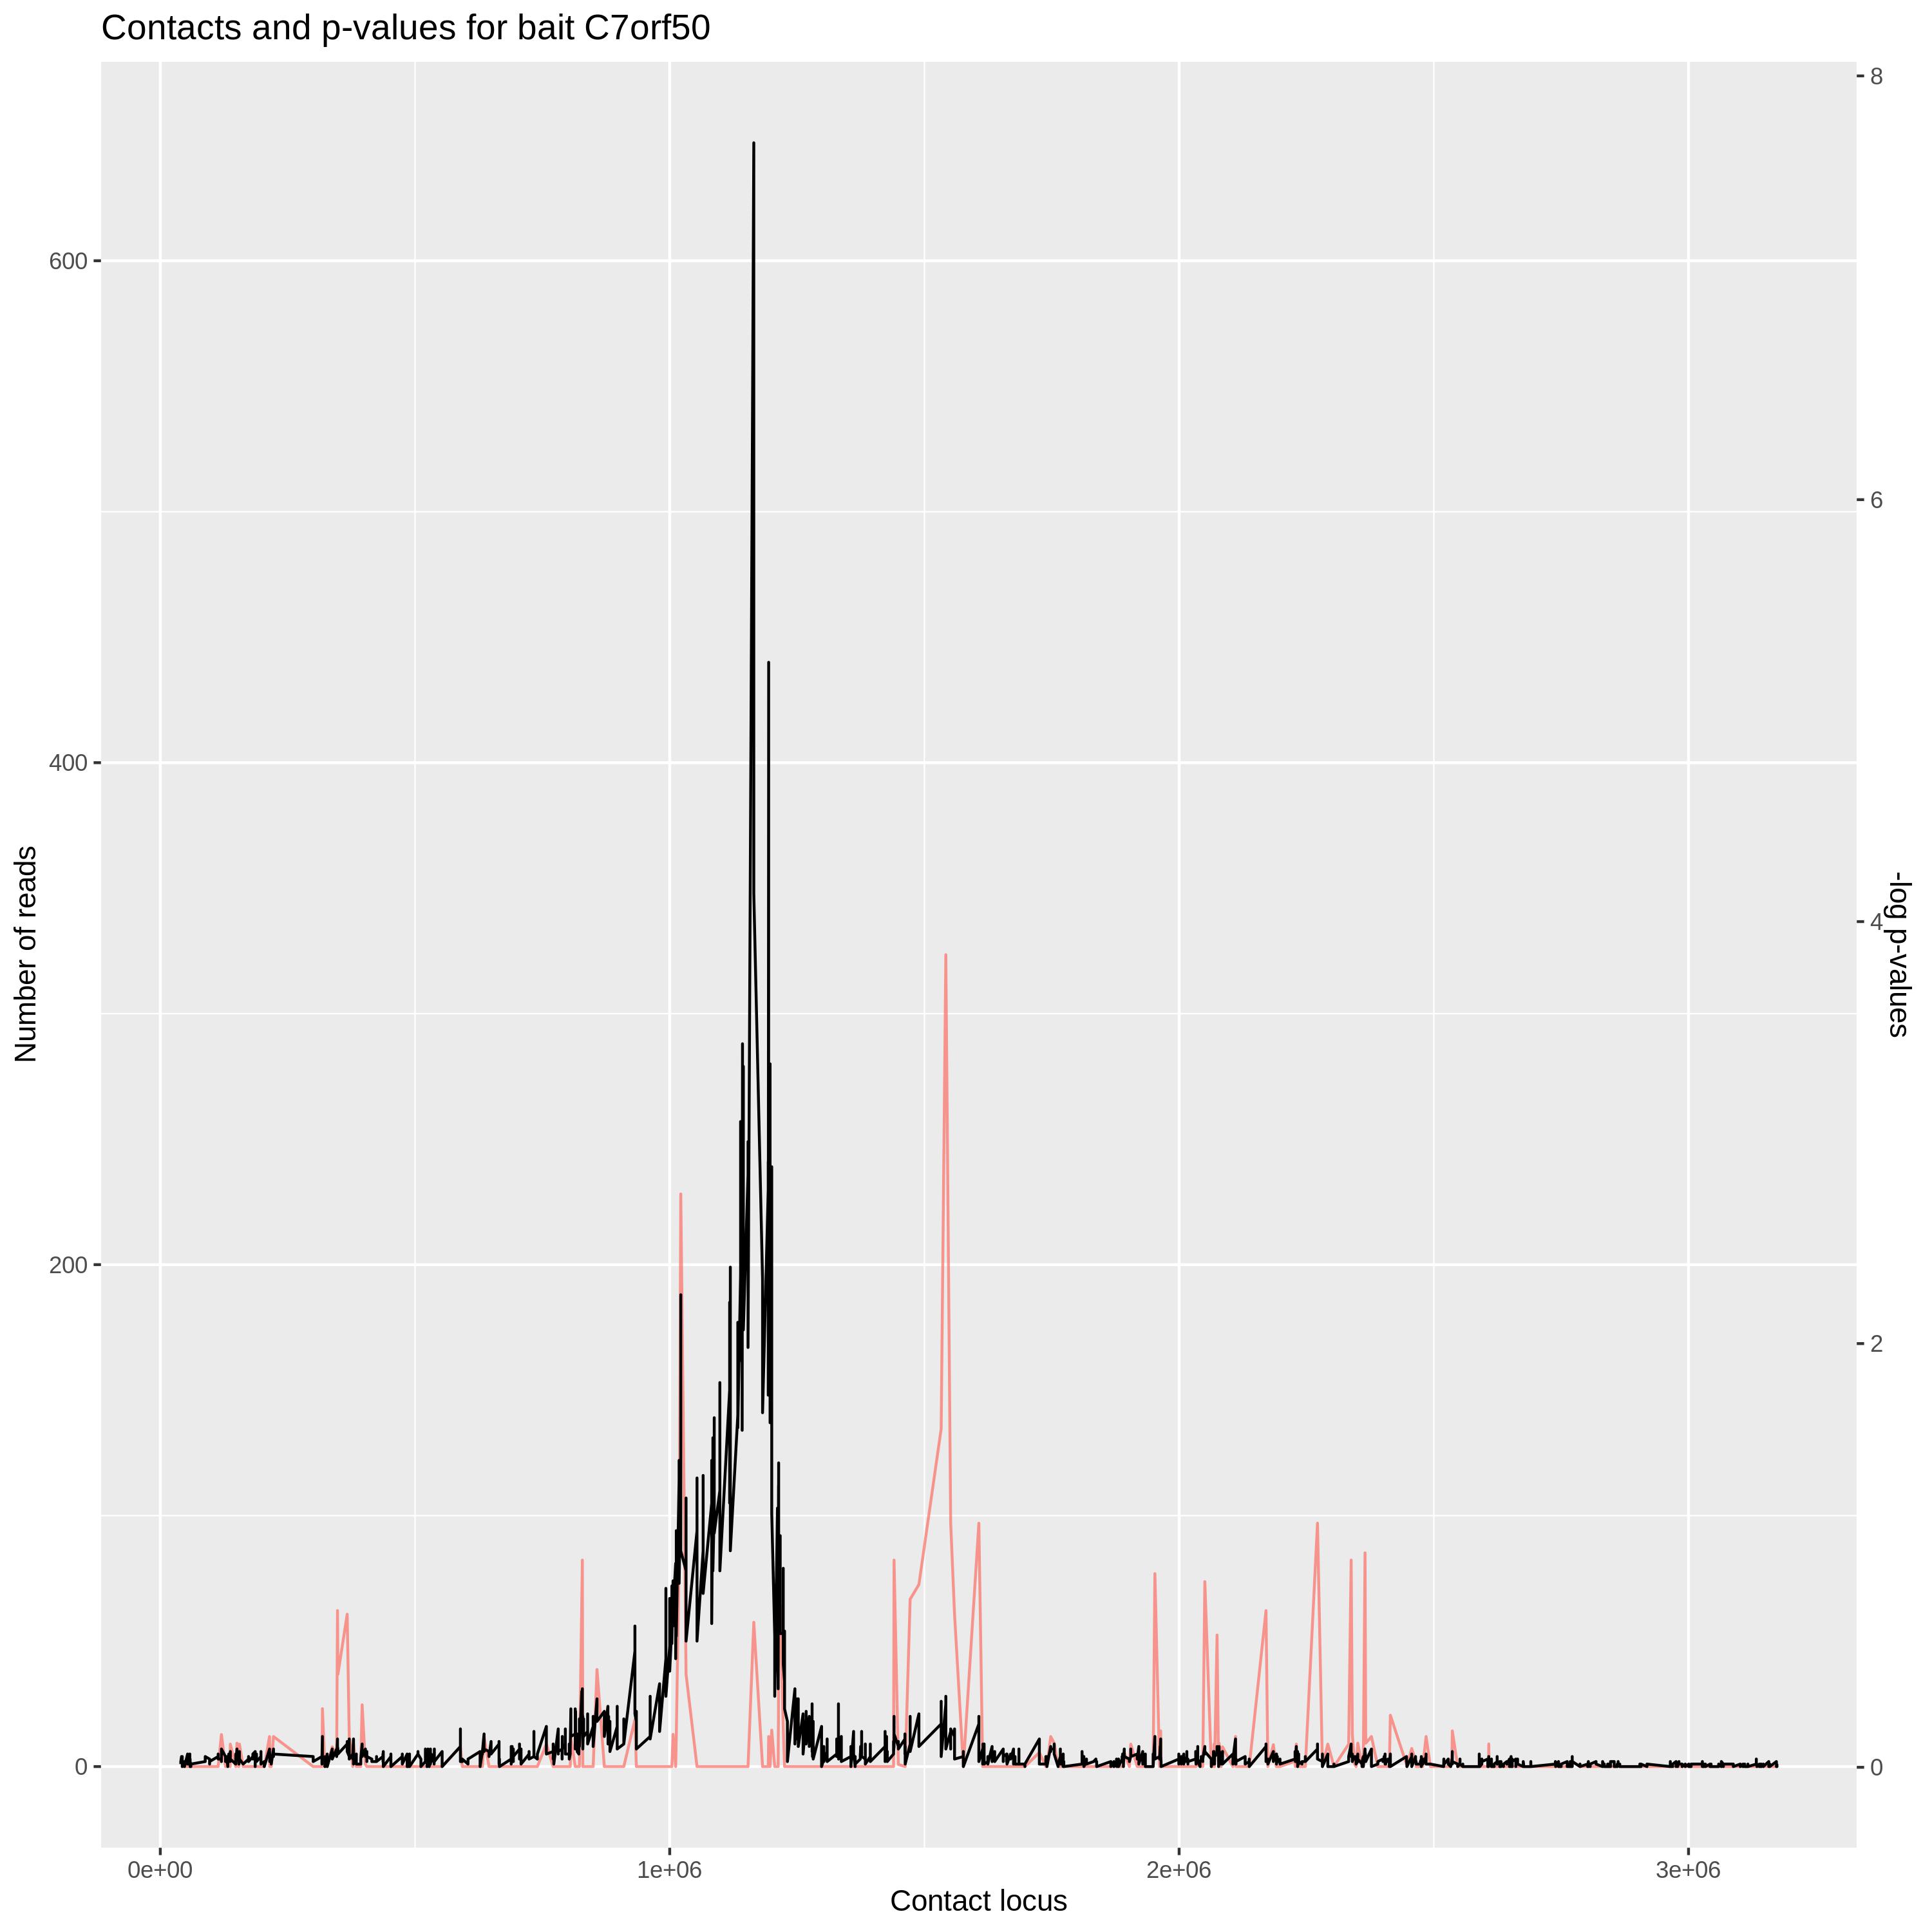 Contacts and p-values for bait C7orf50
8
600
6
400
4
Number of reads
-log p-values
200
2
0
0
0e+00
1e+06
2e+06
3e+06
Contact locus